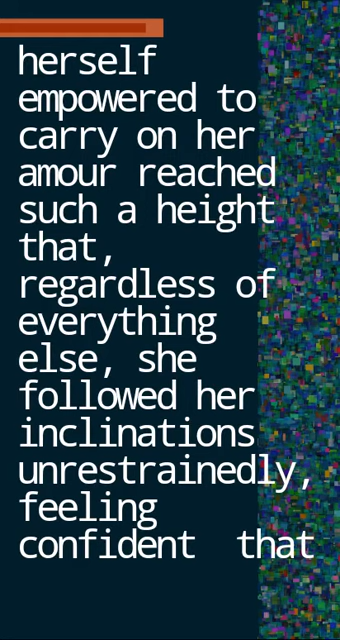 herself
empowered to
carry on her
amour reached
such a height
that,
regardless of
everything
else, she
followed her
inclinations
unrestrainedly,
feeling
confident  that